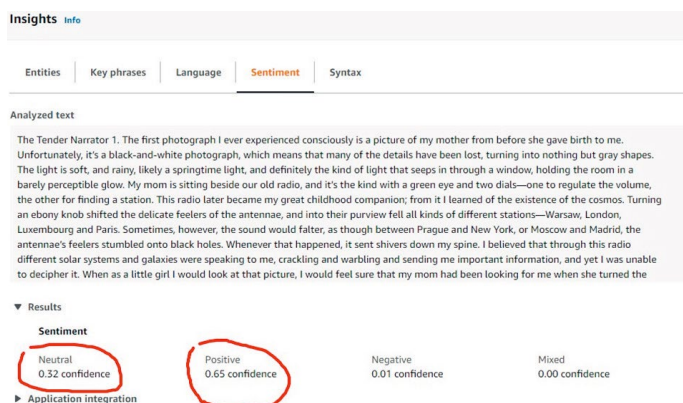 Insights Info
Entities Key phrases Language Sentiment Syntax
Analyzed text
The Tender Narrator 1. The first photograph I ever experienced consciously is a picture of my mother from before she gave birth to me.
Unfortunately, it's a black-and-white photograph, which means that many of the details have been lost, turning into nothing but gray shapes.
The light is soft, and rainy, likely a springtime light, and definitely the kind of light that seeps in through a window, holding the room in a
barely perceptible glow. My mom is sitting beside our old radio, and it's the kind with a green eye and two dials—one to regulate the volume,
the other for finding a station. This radio later became my great childhood companion; from it I learned of the existence of the cosmos. Turning
an ebony knob shifted the delicate feelers of the antennae, and into their purview fell all kinds of different stations—Warsaw, London,
Luxembourg and Paris. Sometimes, however, the sound would falter, as though between Prague and New York, or Moscow and Madrid, the
antennae's feelers stumbled onto black holes. Whenever that happened, it sent shivers down my spine. I believed that through this radio
different solar systems and galaxies were speaking to me, crackling and warbling and sending me important information, and yet I was unable
to decipher it. When as a little girl I would look at that picture, I would feel sure that my mom had been looking for me when she turned the
Results
Sentiment
Neutral Positive Negative Mixed
0.32 confidence 0.65 confidence 0.01 confidence 0.00 confidence
Application integration